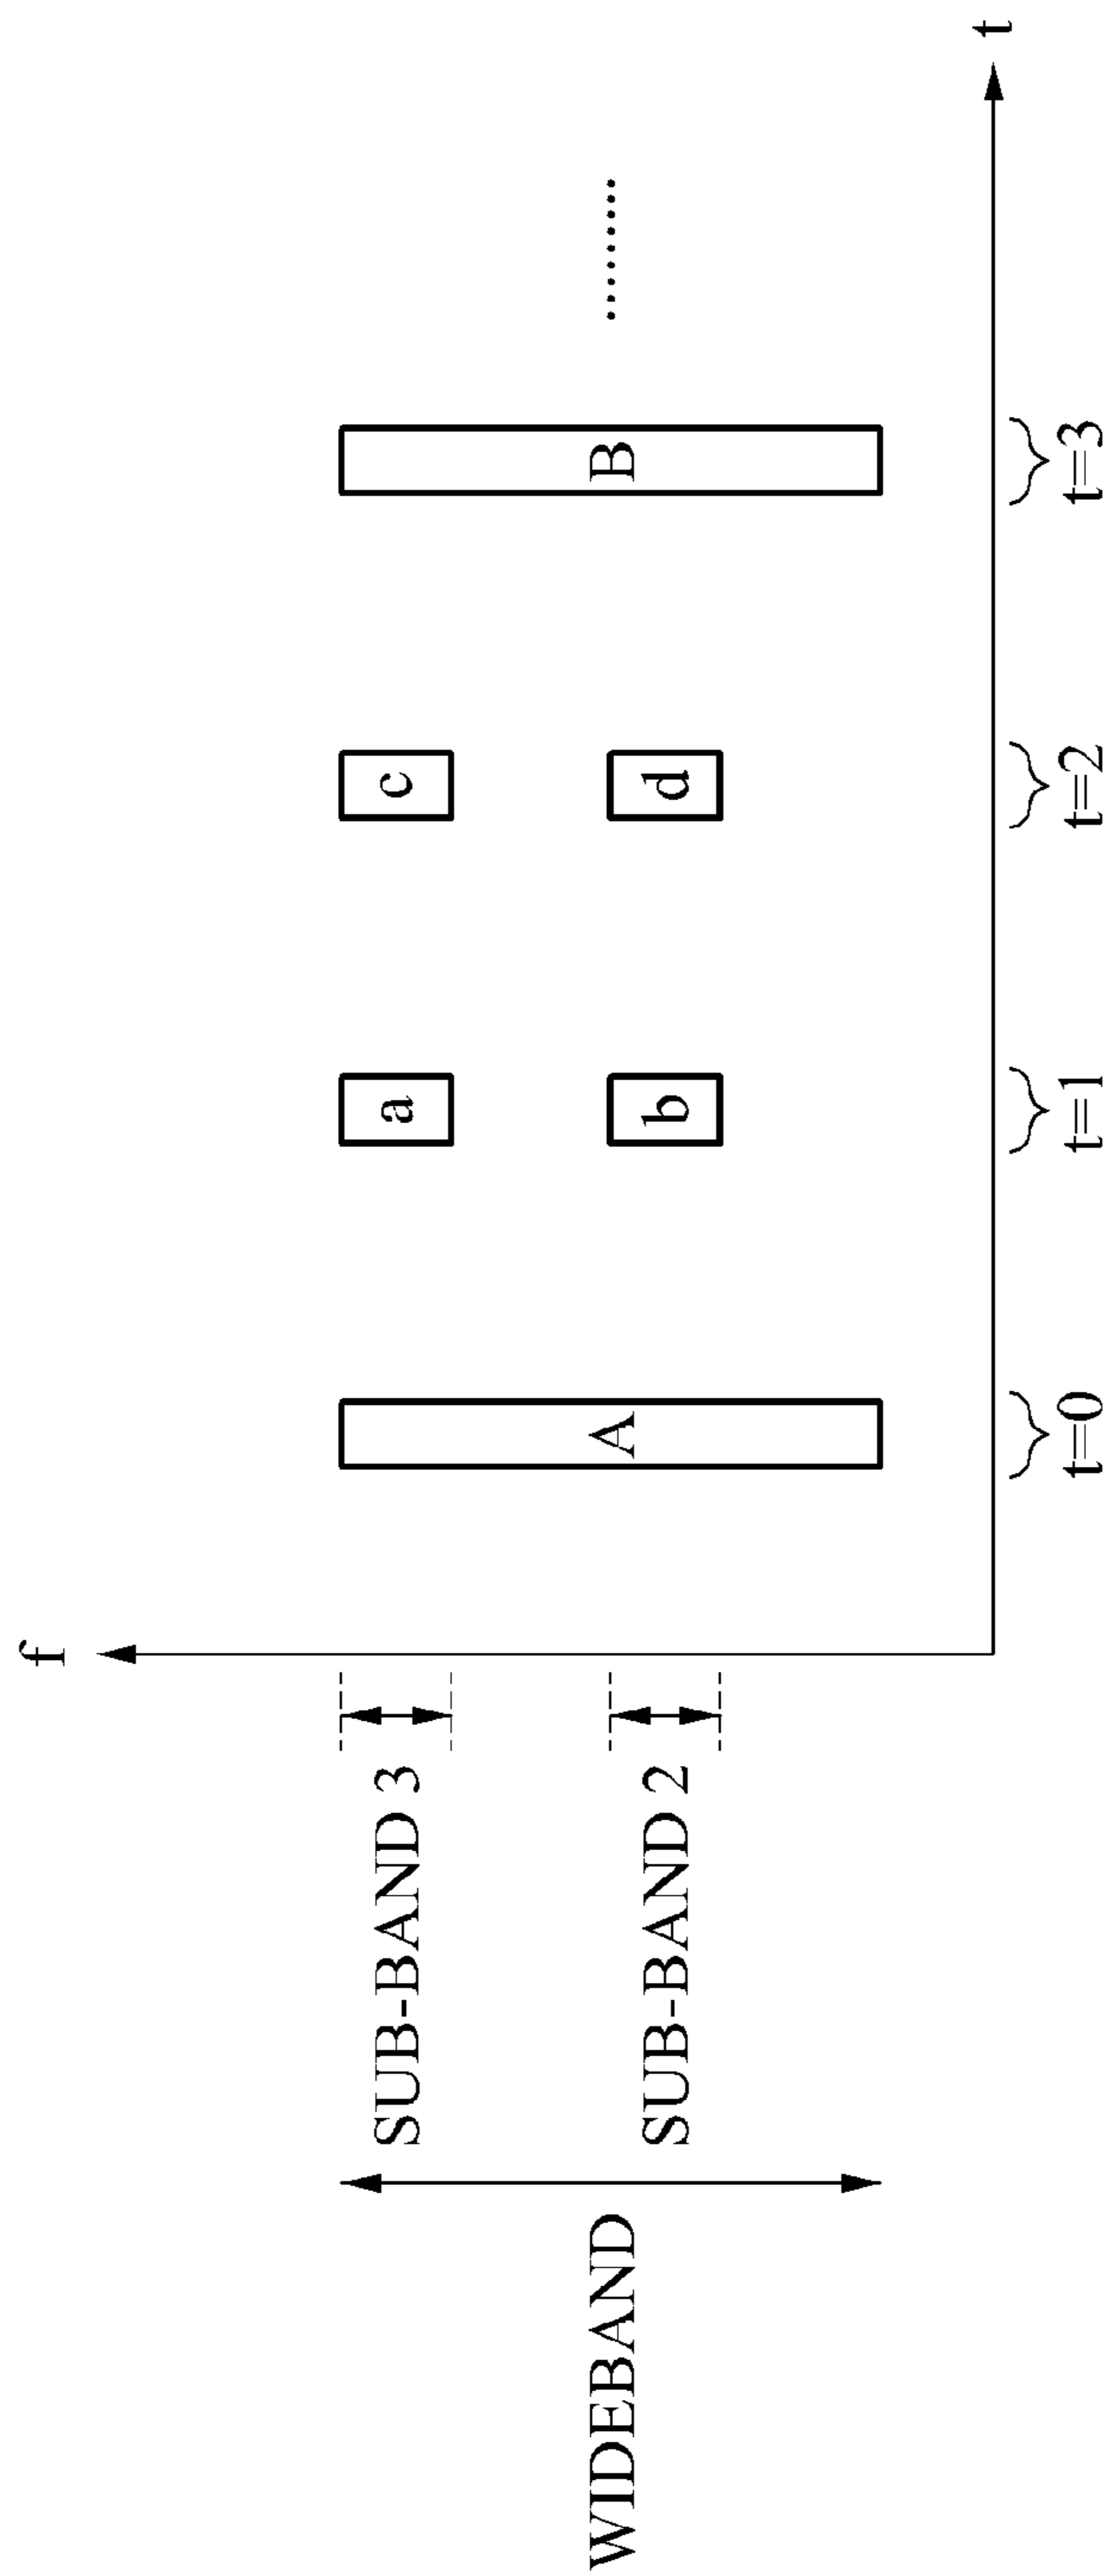 f
SUB-BAND 3
a
c
WIDEBAND
A
B
........
SUB-BAND 2
b
d
t
t=0
t=1
t=2
t=3